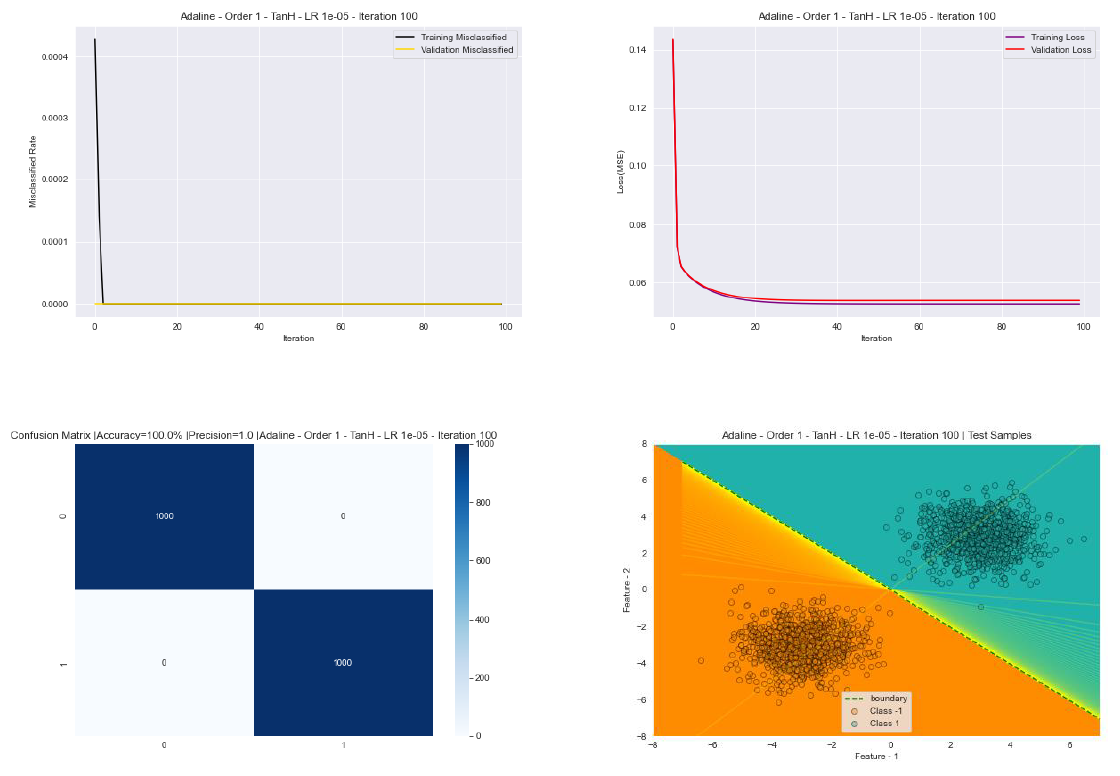 Adaline - Order 1 - TanH - LR 1e-05 - Iteration 100
Training Misclassified
Validation Misclassified
0.0004
0.0003
0.0002
0.0001
0.0000
Misclassified Rate
0 20 40 60 80 100
Iteration
Adaline - Order 1 - TanH - LR 1e-05 - Iteration 100
Training Loss
Validation Loss
0.14
0.12
0.10
0.08
0.06
Loss(MSE)
0 20 40 60 80 100
Iteration
Confusion Matrix |Accuracy=100.0% |Precision=1.0 |Adaline - Order 1 - TanH - LR 1e-05 - Iteration 100
0
1
1000 0
0 1000
0 1
1000
800
600
400
200
0
Adaline - Order 1 - TanH - LR 1e-05 - Iteration 100 | Test Samples
8
6
4
2
0
−2
−4
−6
−8
Feature - 2
boundary
Class -1
Class 1
−8 −6 −4 −2 0 2 4 6
Feature - 1